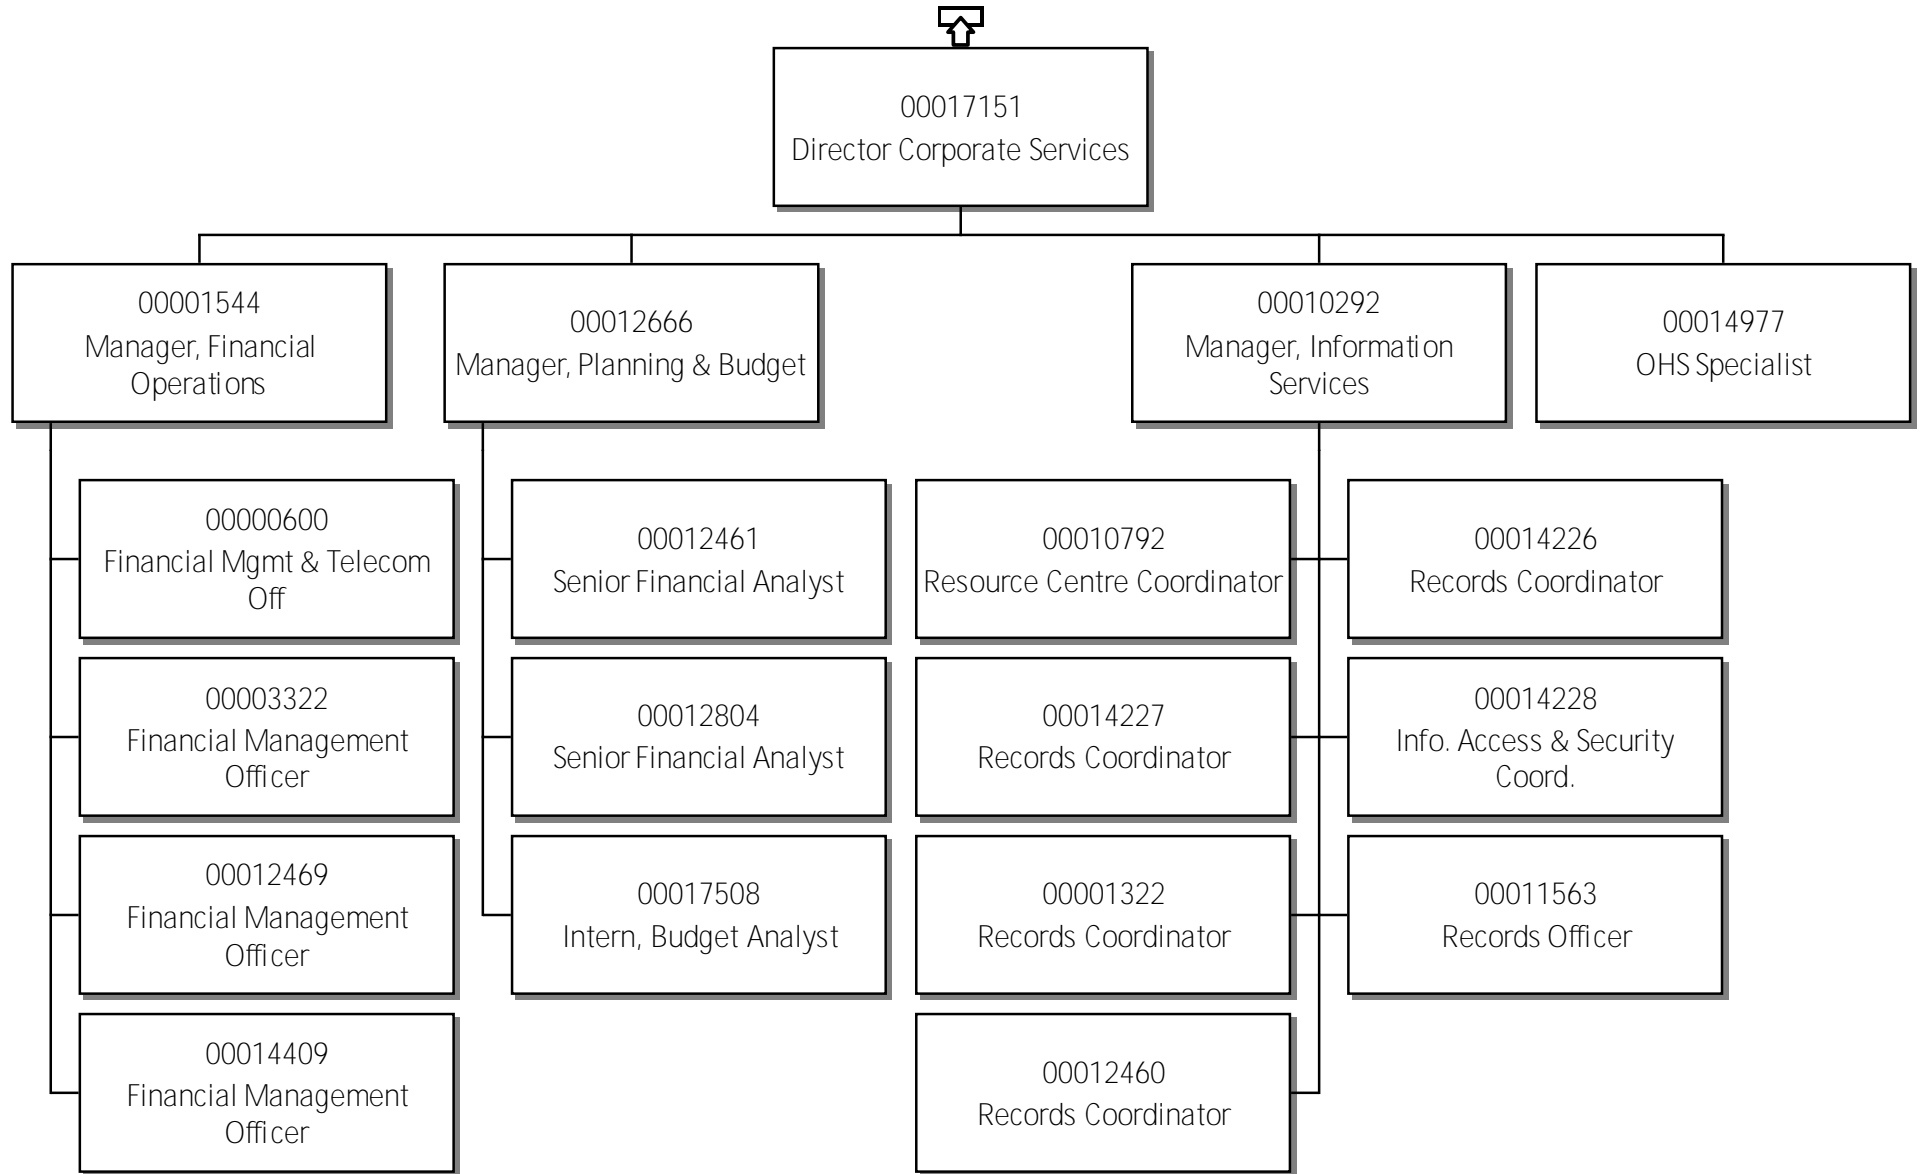 00017151
Director Corporate Services
00001544
Manager, Financial
Operations
00012666
Manager, Planning & Budget
00010292
Manager, Information
Services
00014977
OHS Specialist
00000600
Financial Mgmt & Telecom
Off
00003322
Financial Management
Officer
00012469
Financial Management
Officer
00014409
Financial Management
Officer
00012461
Senior Financial Analyst
00012804
Senior Financial Analyst
00017508
Intern, Budget Analyst
00010792
Resource Centre Coordinator
00014227
Records Coordinator
00001322
Records Coordinator
00012460
Records Coordinator
00014226
Records Coordinator
00014228
Info. Access & Security
Coord.
00011563
Records Officer